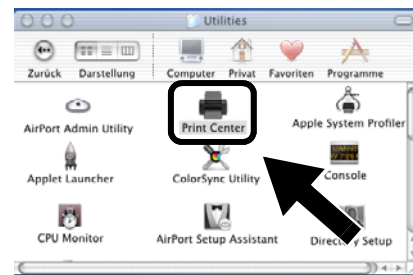 Utilities
Zurück Darstellung Computer Privat Favoriten Programme
AirPort Admin Utility Print Center Apple System Profiler
Applet Launcher ColorSync Utility Console
CPU Monitor AirPort Setup Assistant Directory Setup